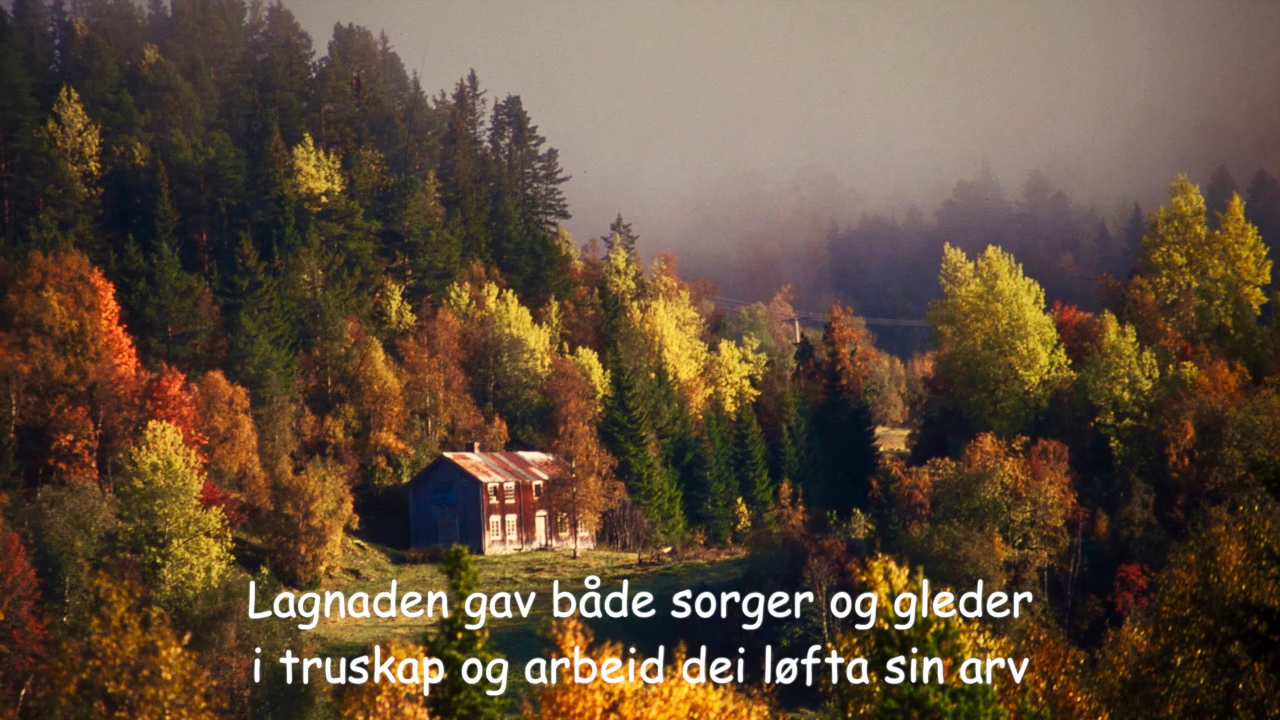 Lagnaden gav både sorger og gleder
i truskap og arbeid dei løfta sin arv